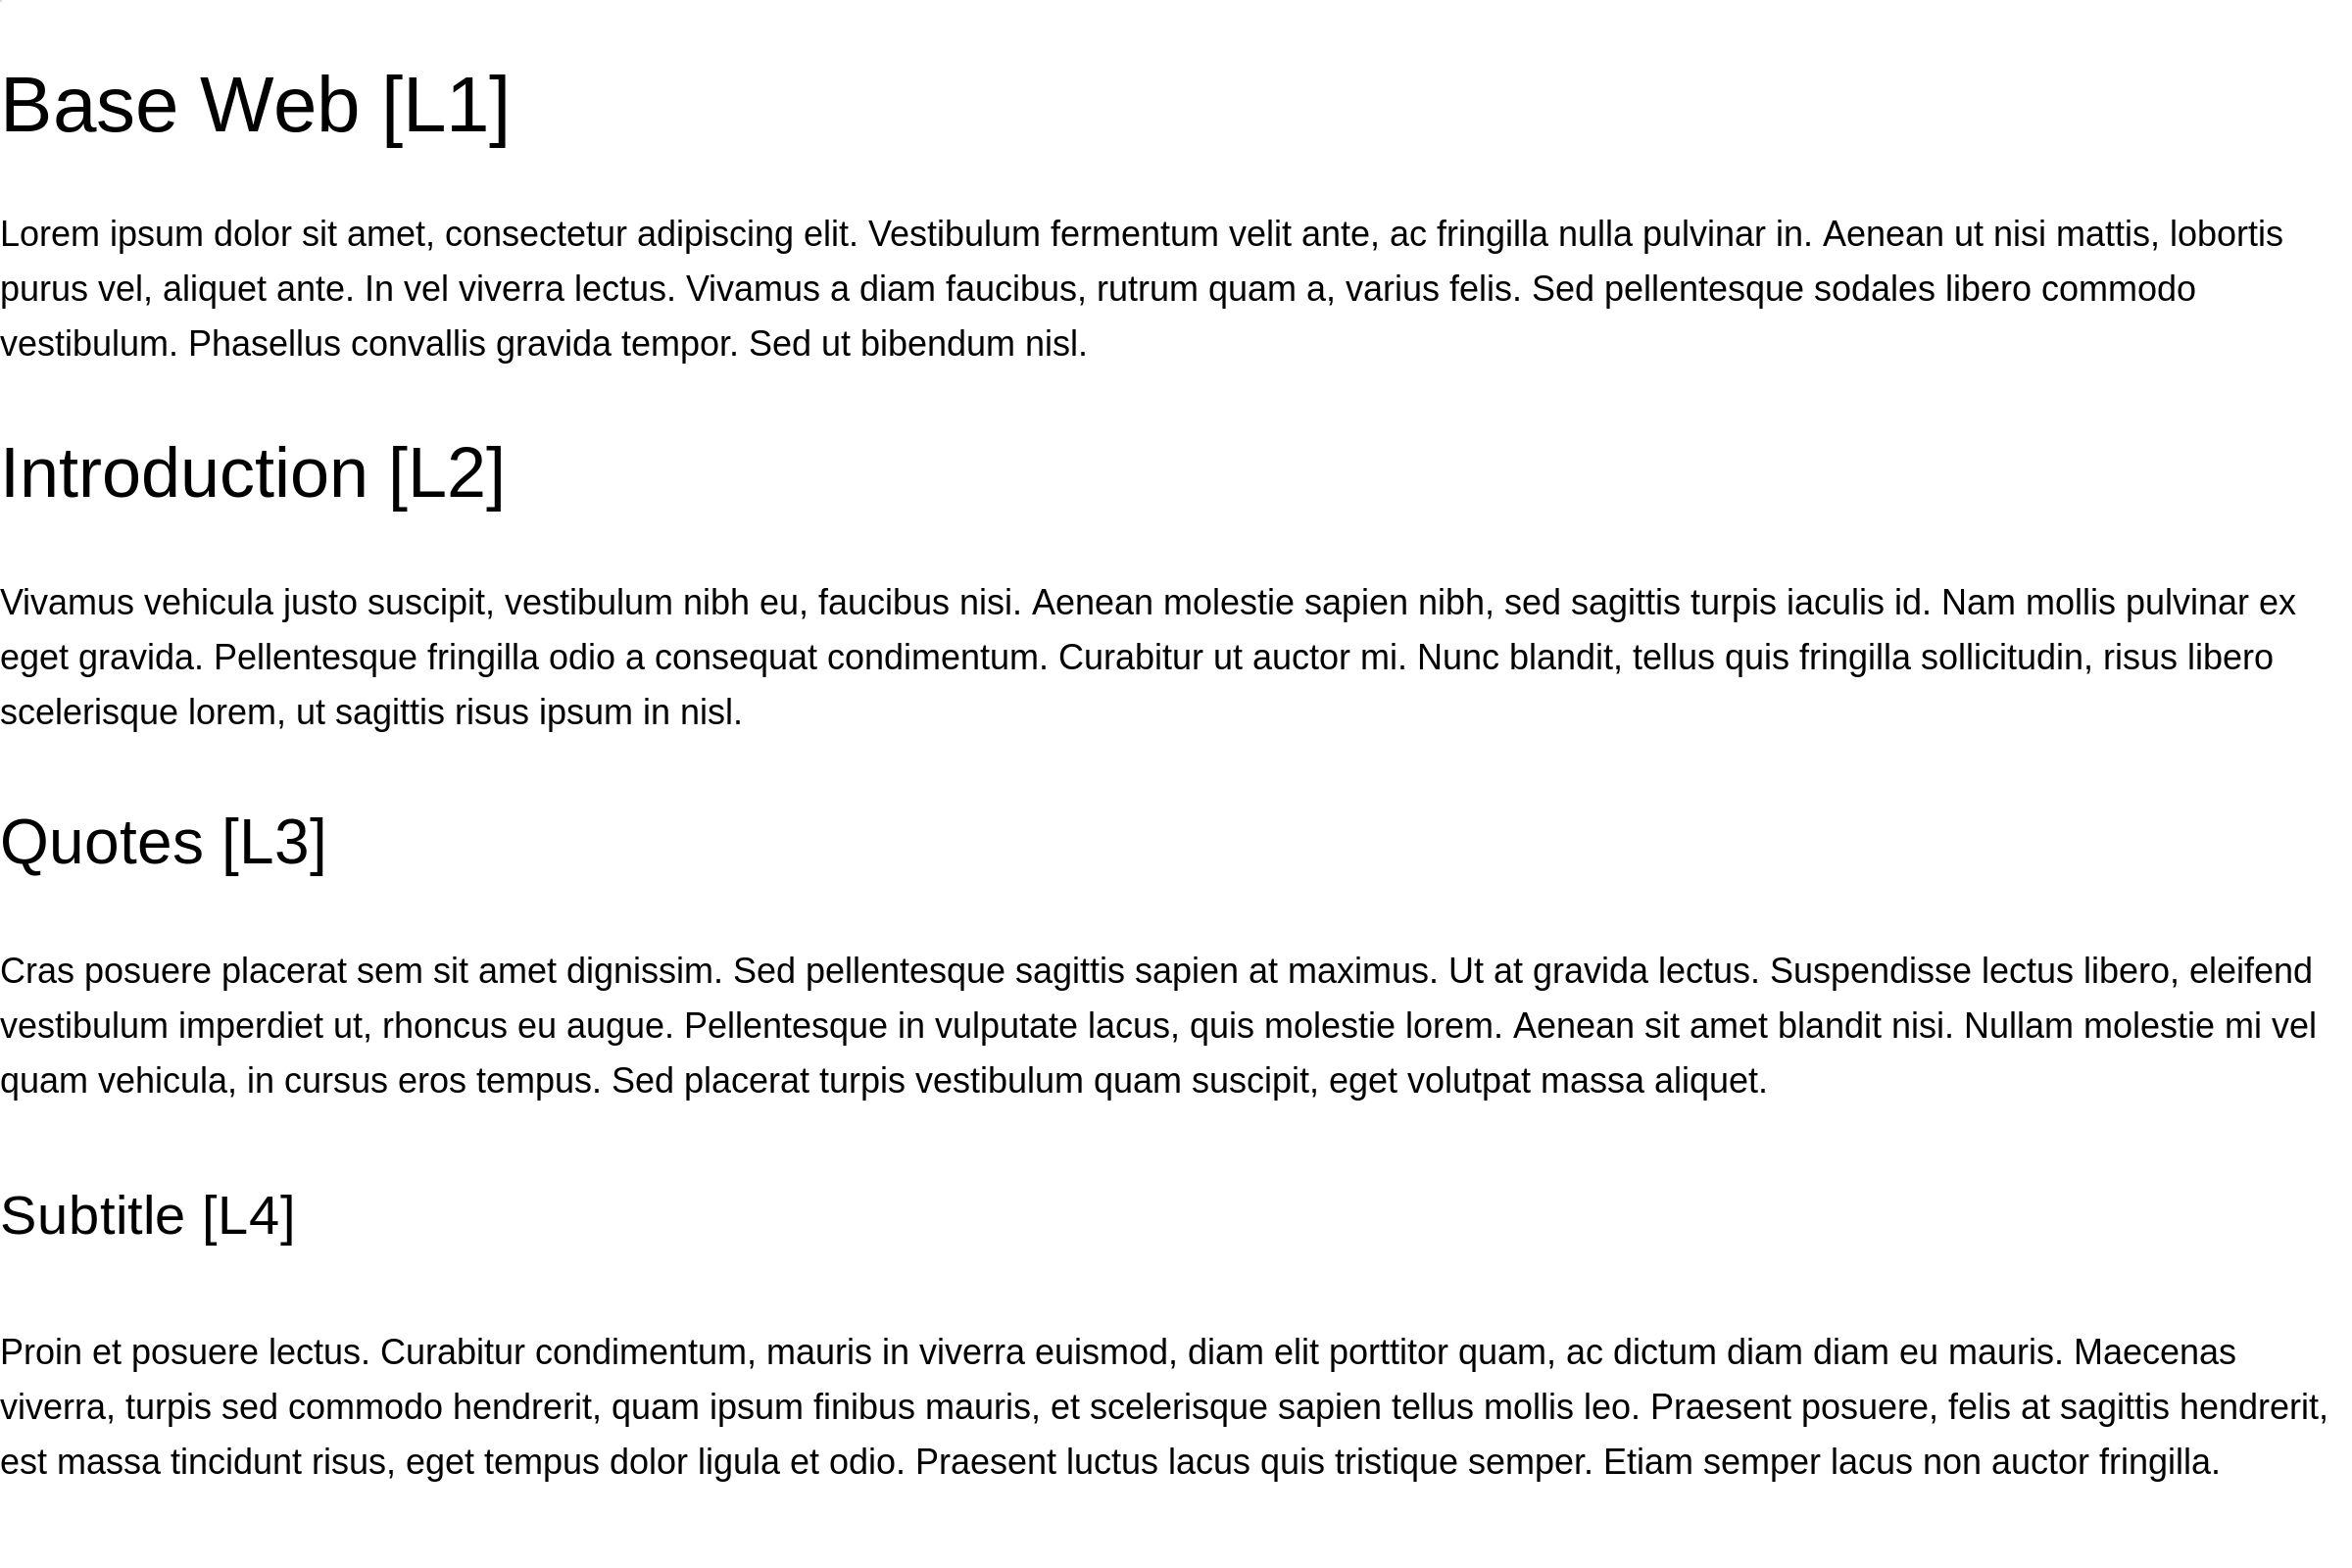 Base Web [L1]
Lorem ipsum dolor sit amet, consectetur adipiscing elit. Vestibulum fermentum velit ante, ac fringilla nulla pulvinar in. Aenean ut nisi mattis, lobortis
purus vel, aliquet ante. In vel viverra lectus. Vivamus a diam faucibus, rutrum quam a, varius felis. Sed pellentesque sodales libero commodo
vestibulum. Phasellus convallis gravida tempor. Sed ut bibendum nisl.
Introduction [L2]
Vivamus vehicula justo suscipit, vestibulum nibh eu, faucibus nisi. Aenean molestie sapien nibh, sed sagittis turpis iaculis id. Nam mollis pulvinar ex
eget gravida. Pellentesque fringilla odio a consequat condimentum. Curabitur ut auctor mi. Nunc blandit, tellus quis fringilla sollicitudin, risus libero
scelerisque lorem, ut sagittis risus ipsum in nisl.
Quotes [L3]
Cras posuere placerat sem sit amet dignissim. Sed pellentesque sagittis sapien at maximus. Ut at gravida lectus. Suspendisse lectus libero, eleifend
vestibulum imperdiet ut, rhoncus eu augue. Pellentesque in vulputate lacus, quis molestie lorem. Aenean sit amet blandit nisi. Nullam molestie mi vel
quam vehicula, in cursus eros tempus. Sed placerat turpis vestibulum quam suscipit, eget volutpat massa aliquet.
Subtitle [L4]
Proin et posuere lectus. Curabitur condimentum, mauris in viverra euismod, diam elit porttitor quam, ac dictum diam diam eu mauris. Maecenas
viverra, turpis sed commodo hendrerit, quam ipsum finibus mauris, et scelerisque sapien tellus mollis leo. Praesent posuere, felis at sagittis hendrerit,
est massa tincidunt risus, eget tempus dolor ligula et odio. Praesent luctus lacus quis tristique semper. Etiam semper lacus non auctor fringilla.